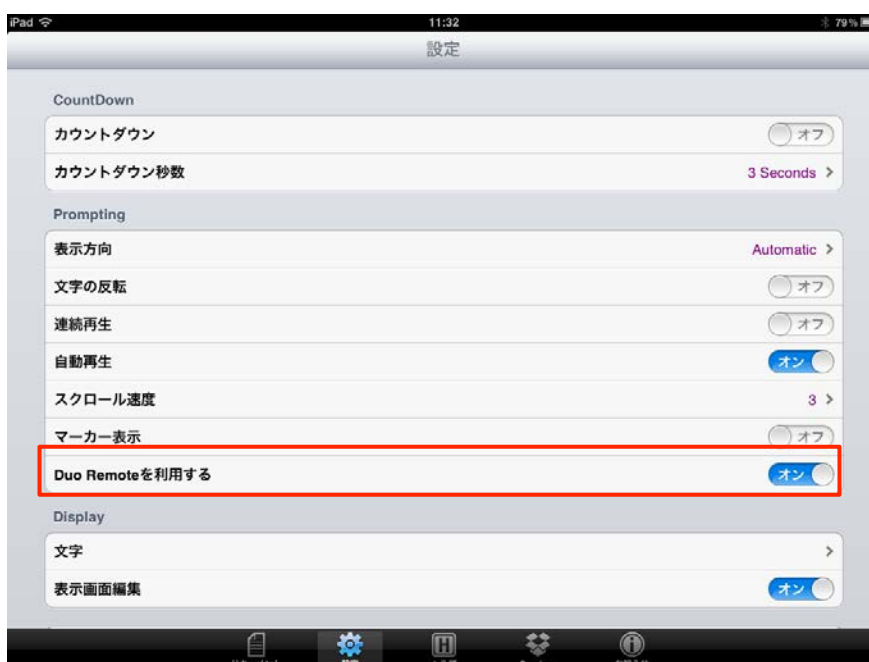 iPad 11:32 79%
設定
CountDown
カウントダウン オフ
カウントダウン秒数 3 Seconds
Prompting
表示方向 Automatic
文字の反転 オフ
連続再生 オフ
自動再生 オン
スクロール速度 3
マーカー表示 オフ
Duo Remoteを利用する オン
Display
文字
表示画面編集 オン
H